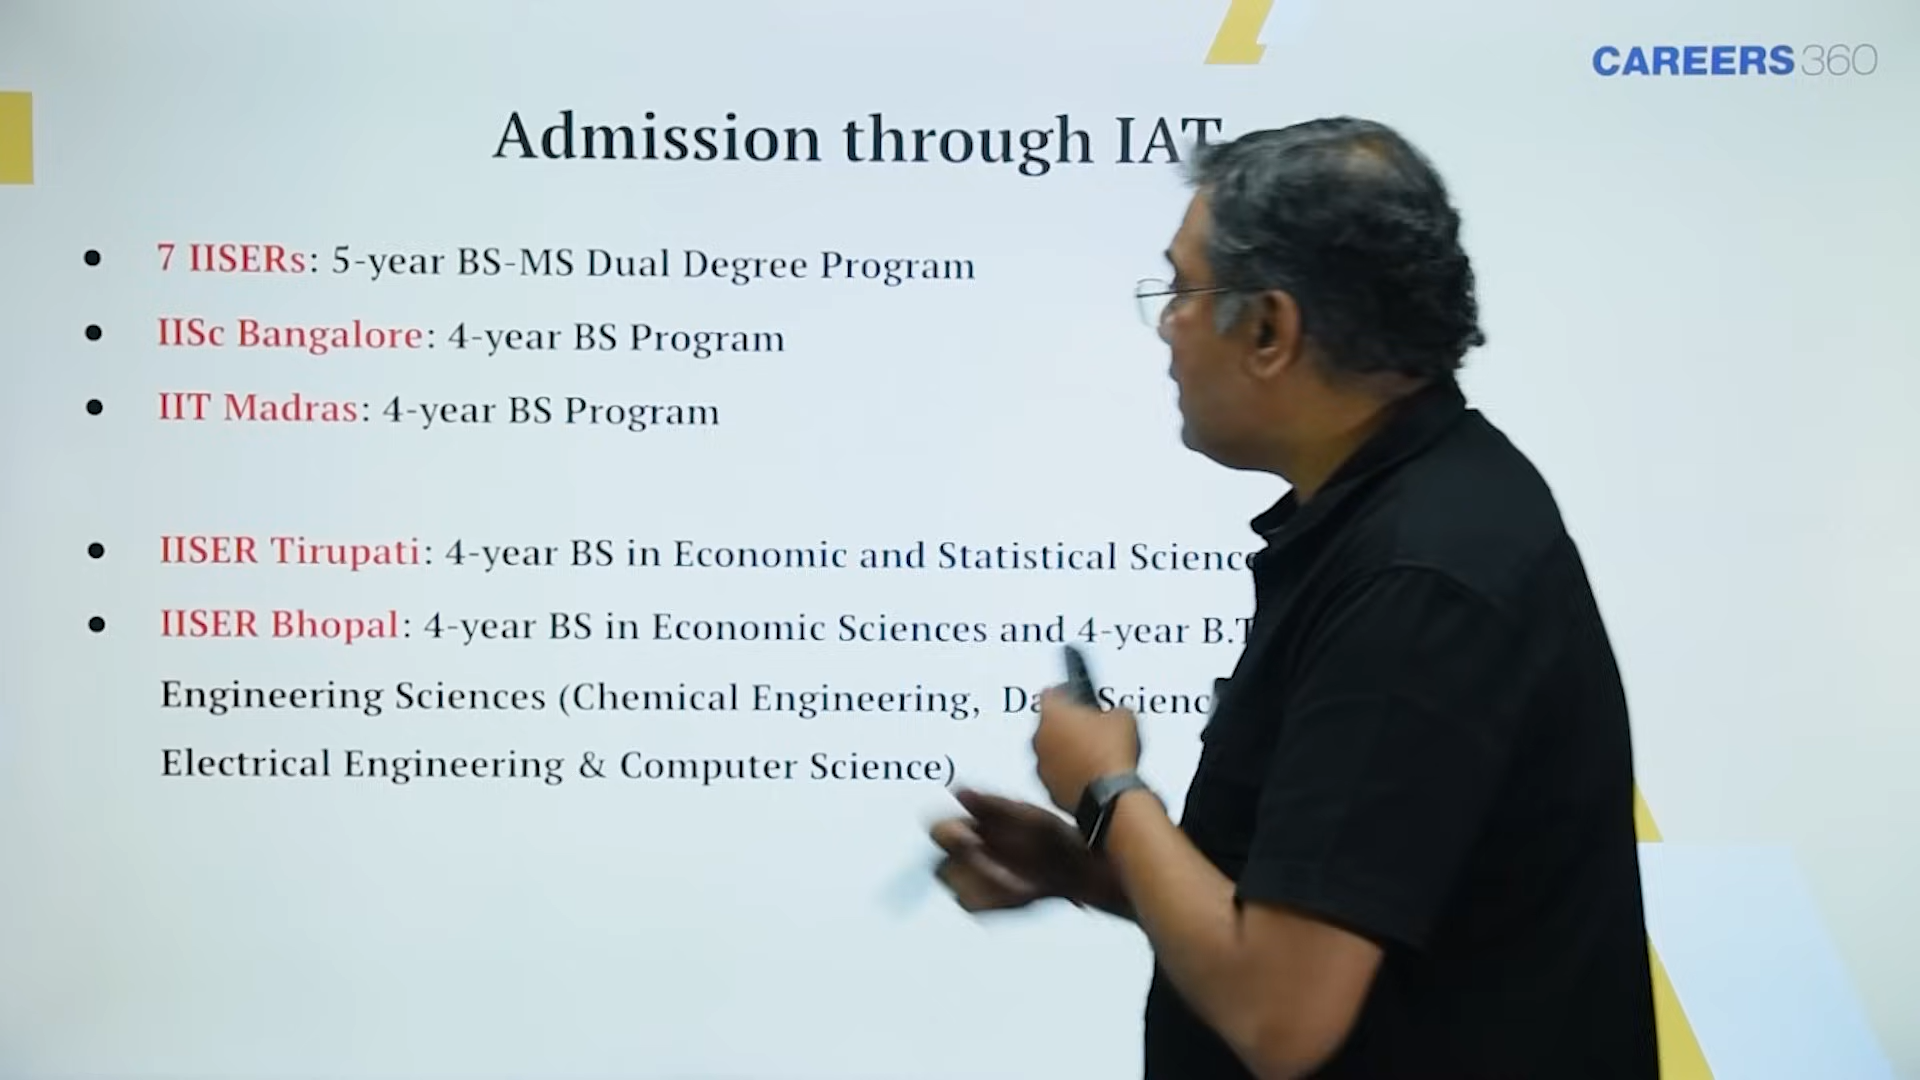 CAREERS360
Admission through IAT
7 IISERs: 5-year BS-MS Dual Degree Program
IISc Bangalore: 4-year BS Program
IIT Madras: 4-year BS Program
IISER Tirupati: 4-year BS in Economic and Statistical
IISER Bhopal: 4-year BS in Economic Sciences and 4-year
Engineering Sciences (Chemical Engineering,
Electrical Engineering & Computer Science)